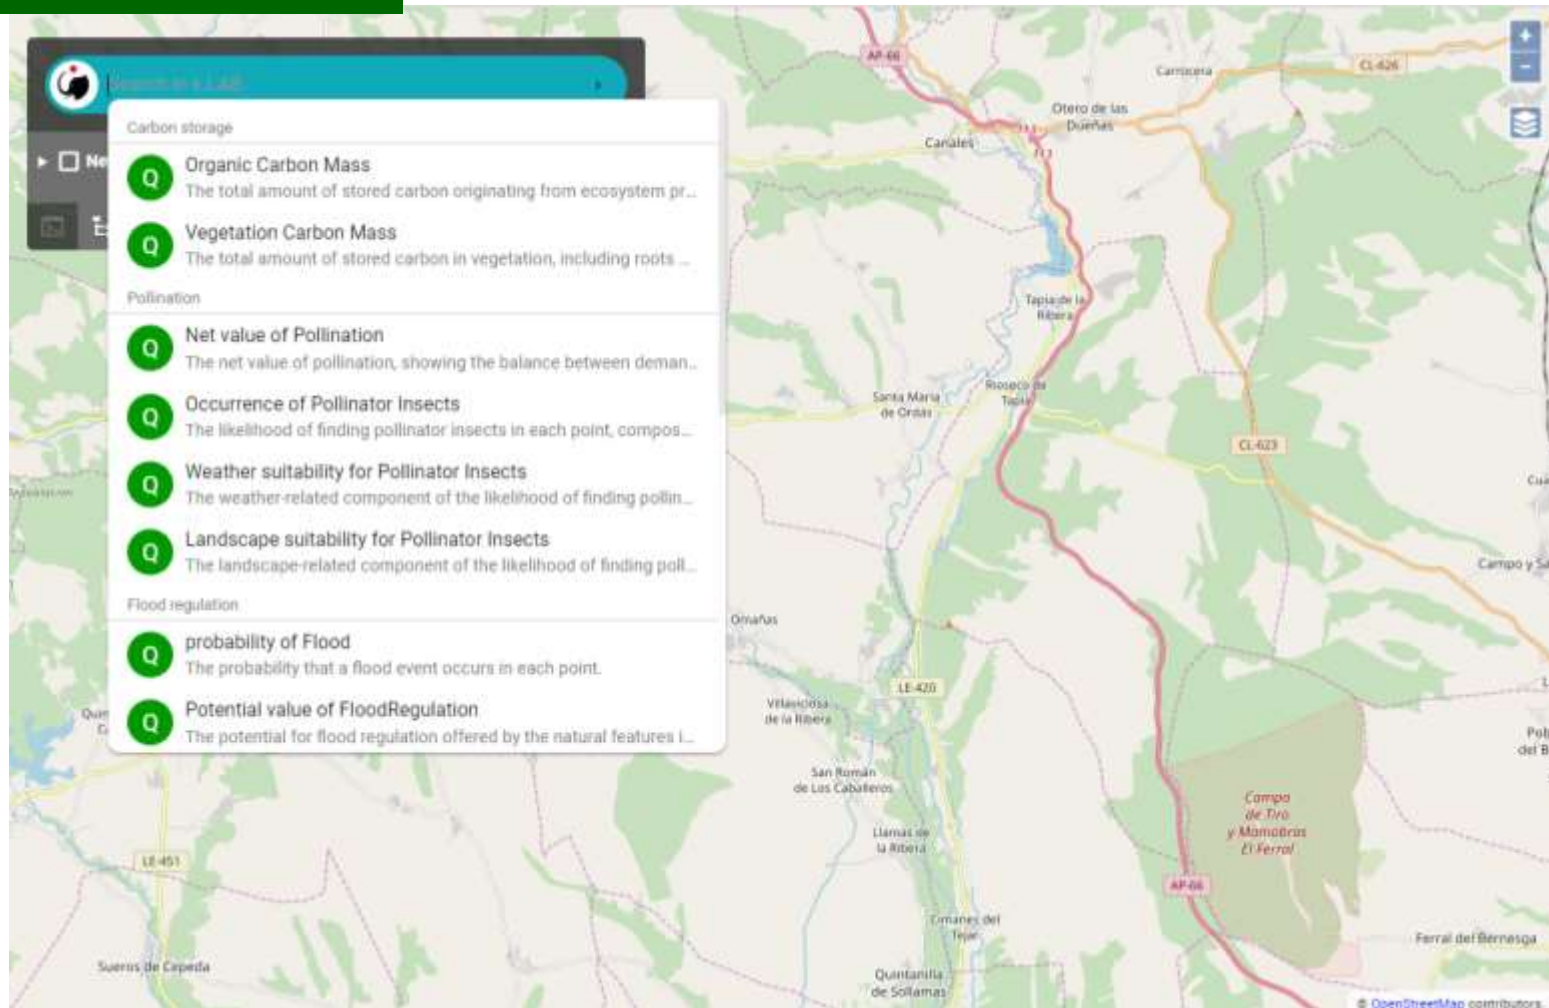 Search in k.LAB
Ne
Carbon storage
Q
Organic Carbon Mass
The total amount of stored carbon originating from ecosystem pr...
Q
Vegetation Carbon Mass
The total amount of stored carbon in vegetation, including roots ...
Pollination
Q
Net value of Pollination
The net value of pollination, showing the balance between deman...
Q
Occurrence of Pollinator Insects
The likelihood of finding pollinator insects in each point, compos...
Q
Weather suitability for Pollinator Insects
The weather-related component of the likelihood of finding pollin...
Q
Landscape suitability for Pollinator Insects
The landscape-related component of the likelihood of finding poll...
Flood regulation
Q
probability of Flood
The probability that a flood event occurs in each point.
Q
Potential value of FloodRegulation
The potential for flood regulation offered by the natural features i...
AP-66
Carrocera
CL-626
+
−
Otero de las
Dueñas
Canales
Tapia de la
Ribera
Rioseco de
Tapia
Santa María
de Ordás
CL-623
Cua
Campo y Sa
Omañas
LE-420
Villaviciosa
de la Ribera
Pob
del B
San Román
de Los Caballeros
Campo
de Tiro
y Maniobras
El Ferral
Llamas de
la Ribera
LE-451
AP-66
Cimanes del
Tejar
Ferral del Bernesga
Sueros de Cepeda
Quintanilla
de Sollamas
© OpenStreetMap contributors.